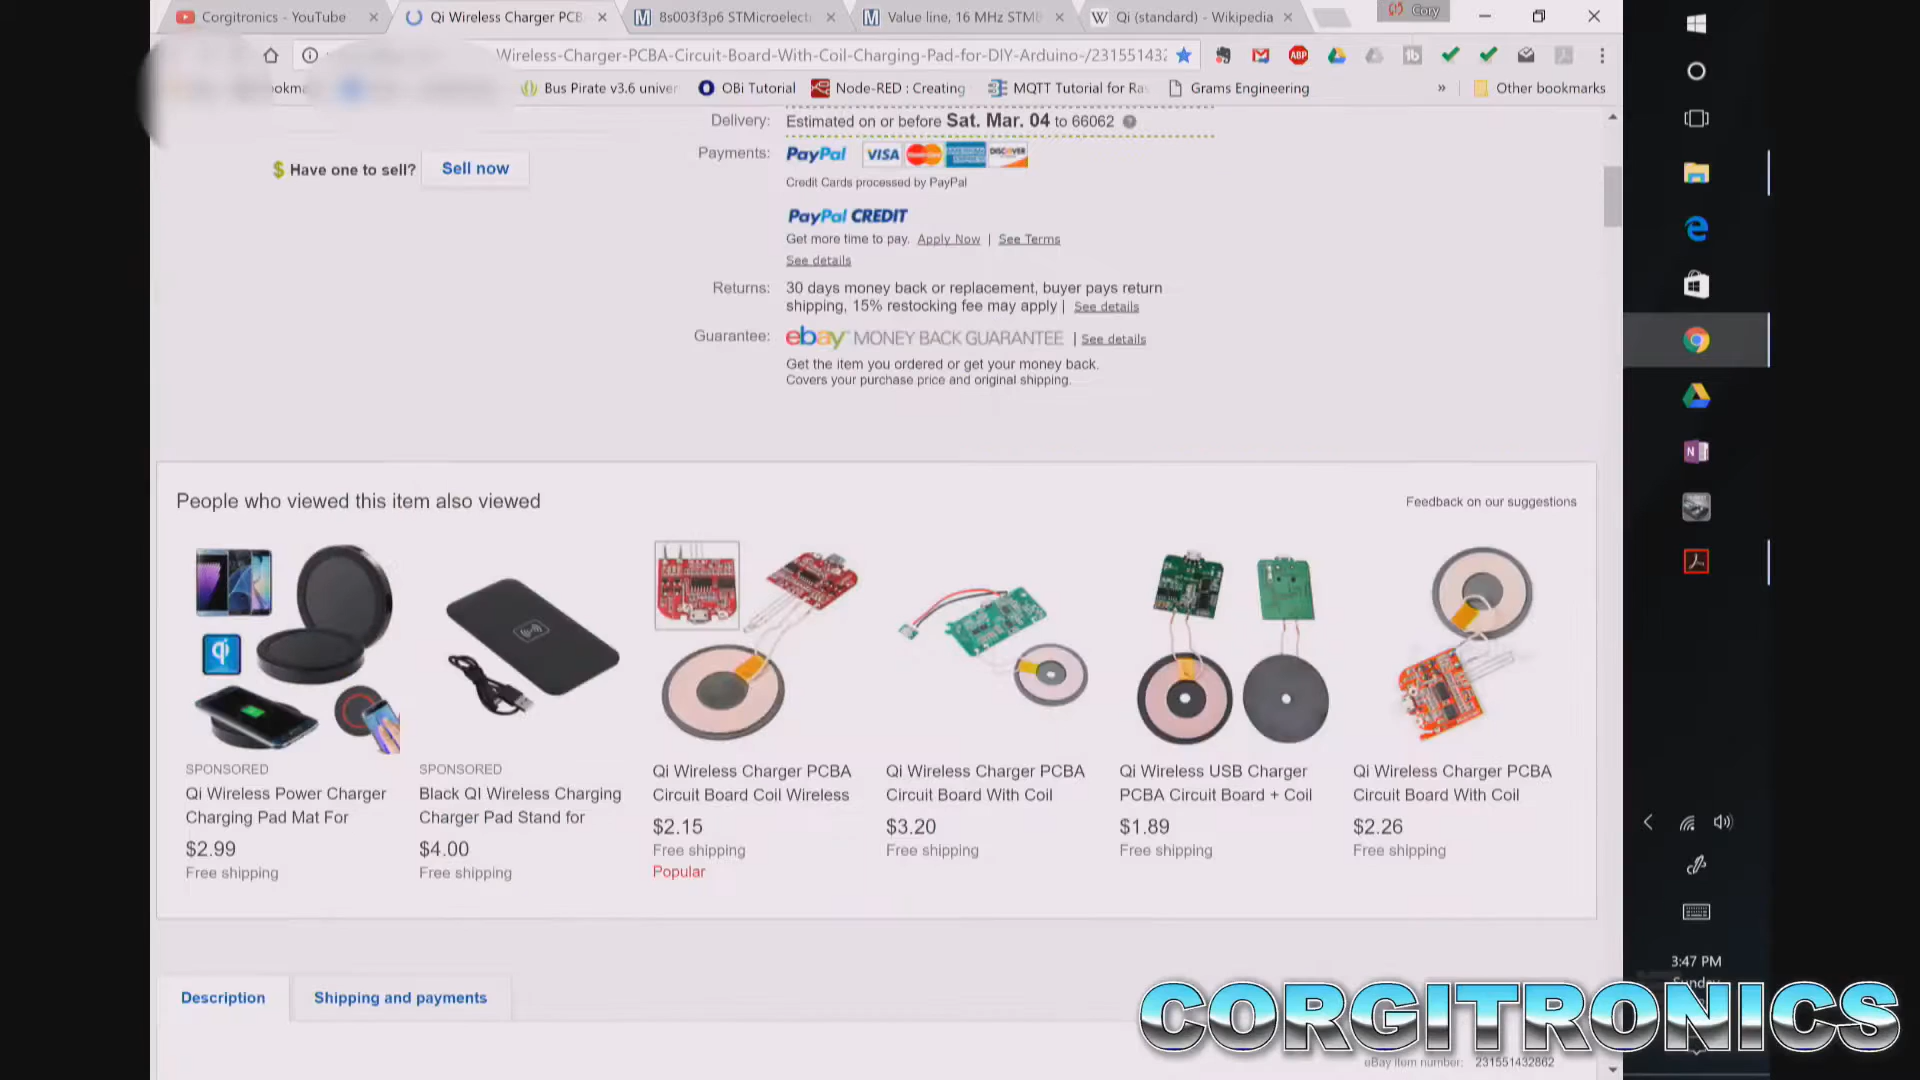 Corgitronics - YouTube
Qi Wireless Charger PCB
8s003f3p6 STMicroelect
Value line, 16 MHz STM8
Qi (standard) - Wikipedia
Cory
Wireless-Charger-PCBA-Circuit-Board-With-Coil-Charging-Pad-for-DIY-Arduino-/231551432
ABP
Bus Pirate v3.6 univer
OBi Tutorial
Node-RED : Creating
MQTT Tutorial for Ra
Grams Engineering
»
Other bookmarks
Delivery: Estimated on or before Sat. Mar. 04 to 66062
Payments: PayPal VISA DISCOVER
Credit Cards processed by PayPal
$ Have one to sell? Sell now
PayPal CREDIT
Get more time to pay. Apply Now | See Terms
See details
Returns: 30 days money back or replacement, buyer pays return
shipping, 15% restocking fee may apply | See details
Guarantee: ebay MONEY BACK GUARANTEE | See details
Get the item you ordered or get your money back.
Covers your purchase price and original shipping.
People who viewed this item also viewed
Feedback on our suggestions
SPONSORED
Qi Wireless Power Charger
Charging Pad Mat For
$2.99
Free shipping
SPONSORED
Black QI Wireless Charging
Charger Pad Stand for
$4.00
Free shipping
Qi Wireless Charger PCBA
Circuit Board Coil Wireless
$2.15
Free shipping
Popular
Qi Wireless Charger PCBA
Circuit Board With Coil
$3.20
Free shipping
Qi Wireless USB Charger
PCBA Circuit Board + Coil
$1.89
Free shipping
Qi Wireless Charger PCBA
Circuit Board With Coil
$2.26
Free shipping
Description
Shipping and payments
eBay item number: 231551432862
3:47 PM
Sunday
CORGITRONICS